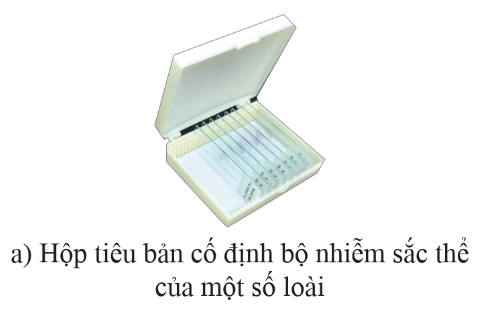 a) Hộp tiêu bản cố định bộ nhiễm sắc thể
của một số loài